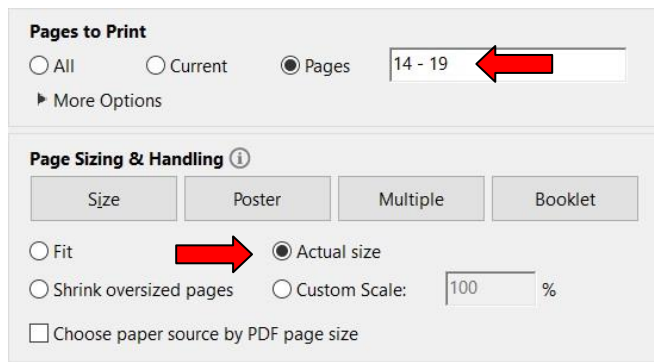 Pages to Print
All Current Pages 14 - 19
More Options
Page Sizing & Handling
Size Poster Multiple Booklet
Fit Actual size
Shrink oversized pages Custom Scale: 100 %
Choose paper source by PDF page size